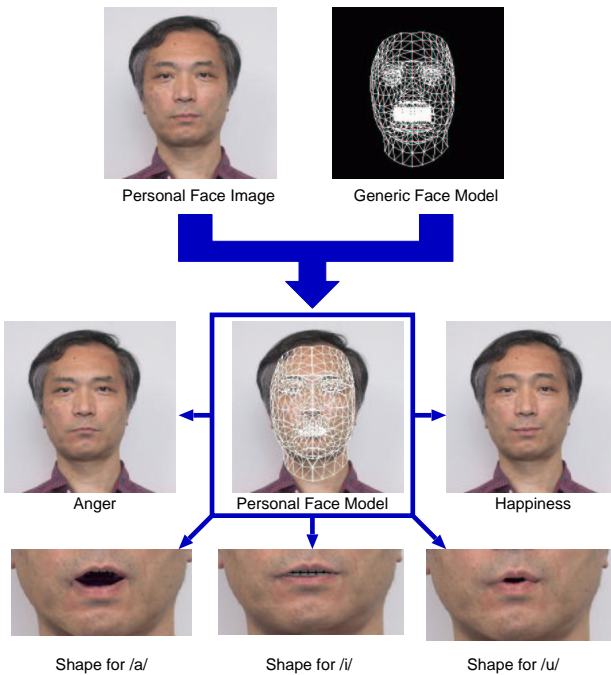 Personal Face Image
Generic Face Model
Anger
Personal Face Model
Happiness
Shape for /a/
Shape for /i/
Shape for /u/